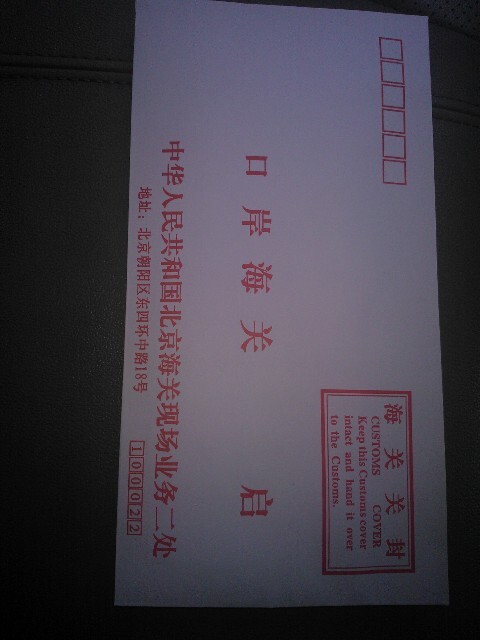 海关关封
CUSTOMS COVER
Keep this Customs cover
intact and hand it over
to the Customs.
口岸海关 启
中华人民共和国北京海关现场业务二处
地址：北京朝阳区东四环中路18号
100022